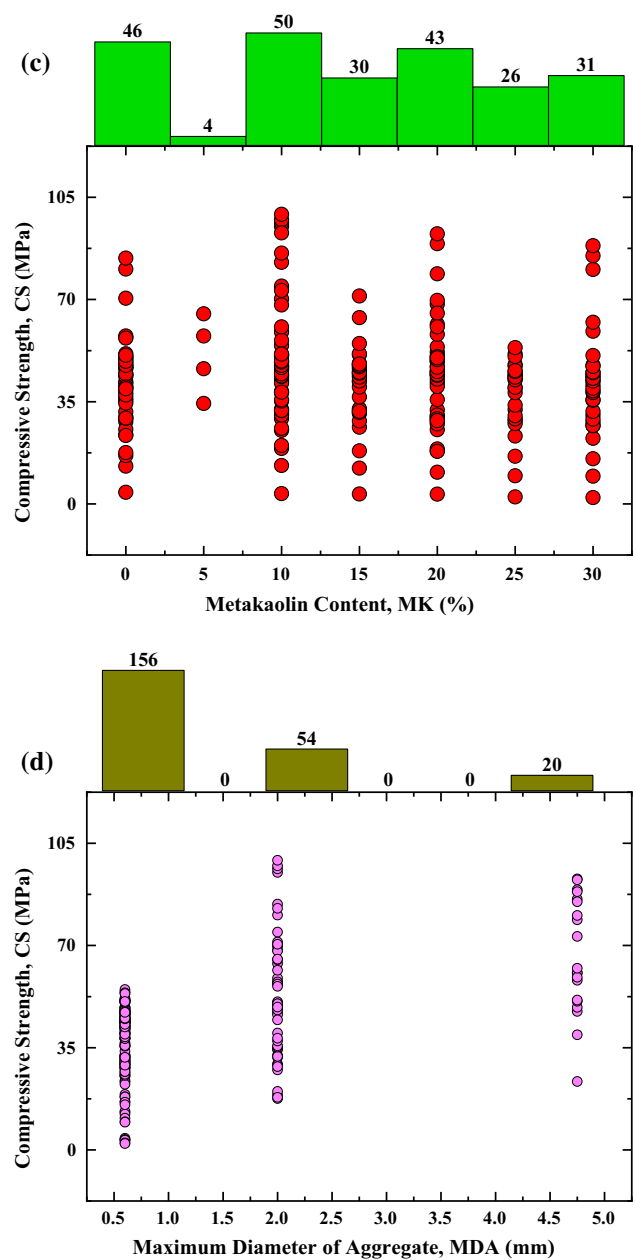 (c)
46 4 50 30 43 26 31
105
70
35
0
Compressive Strength, CS (MPa)
0 5 10 15 20 25 30
Metakaolin Content, MK (%)
(d)
156 0 54 0 0 20
105
70
35
0
Compressive Strength, CS (MPa)
0.5 1.0 1.5 2.0 2.5 3.0 3.5 4.0 4.5 5.0
Maximum Diameter of Aggregate, MDA (mm)